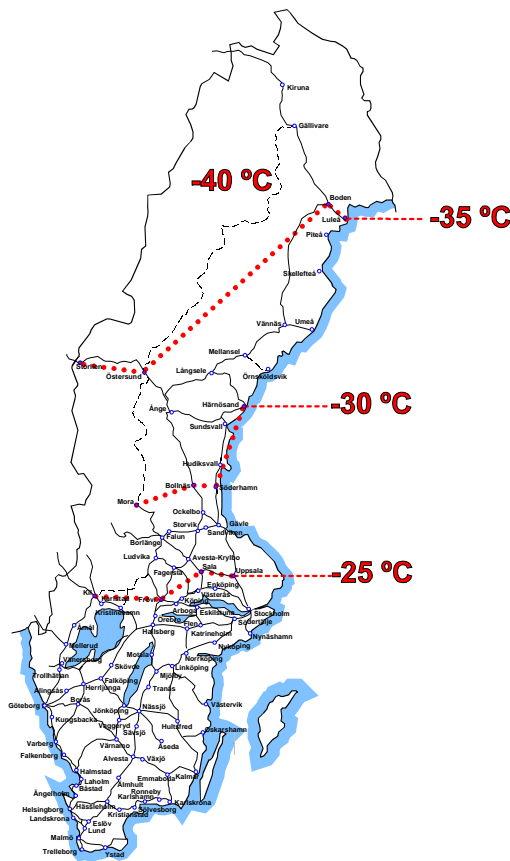 Kiruna
Gällivare
-40 ºC
Boden
Luleå
-35 ºC
Piteå
Skellefteå
Vännäs
Umeå
Mellansel
Storlien
Östersund
Långsele
Örnsköldsvik
Härnösand
-30 ºC
Ånge
Sundsvall
Hudiksvall
Bollnäs
Söderhamn
Mora
Ockelbo
Storvik
Gävle
Falun
Sandviken
Borlänge
Ludvika
Avesta-Krylbo
Sala
Fagersta
Uppsala
-25 ºC
Enköping
Kil
Västerås
Karlstad
Frövi
Köping
Kristinehamn
Arboga
Eskilstuna
Stockholm
Örebro
Södertälje
Åmål
Hallsberg
Flen
Katrineholm
Nynäshamn
Mellerud
Nyköping
Motala
Norrköping
Vänersborg
Skövde
Linköping
Trollhättan
Mjölby
Falköping
Herrljunga
Tranås
Alingsås
Borås
Göteborg
Jönköping
Nässjö
Västervik
Kungsbacka
Vaggeryd
Sävsjö
Hultsfred
Oskarshamn
Varberg
Värnamo
Åseda
Falkenberg
Alvesta
Växjö
Halmstad
Emmaboda
Kalmar
Laholm
Älmhult
Båstad
Ronneby
Ängelholm
Karlshamn
Karlskrona
Helsingborg
Hässleholm
Sölvesborg
Kristianstad
Landskrona
Eslöv
Lund
Malmö
Trelleborg
Ystad